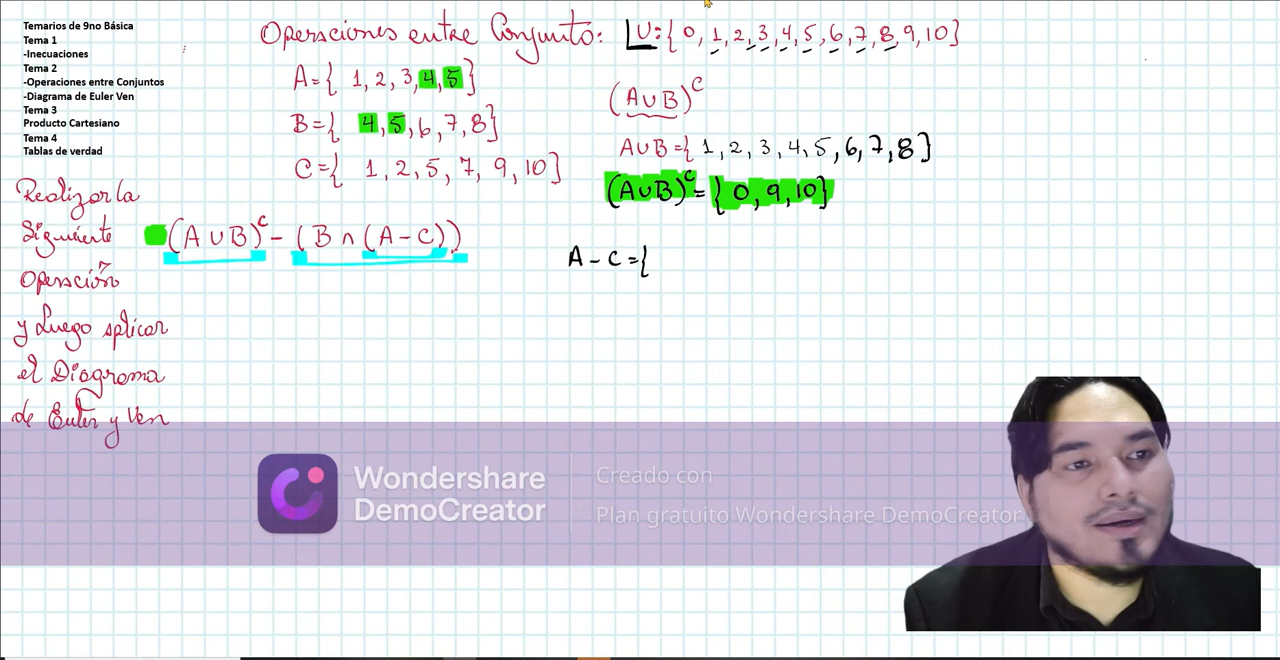 Temarios de 9no Básica
Tema 1
-Inecuaciones
Tema 2
-Operaciones entre Conjuntos
-Diagrama de Euler Ven
Tema 3
Producto Cartesiano
Tema 4
Tablas de verdad
Operaciones entre Conjunto: U:{ 0, 1, 2, 3, 4, 5, 6, 7, 8, 9, 10}
A={ 1, 2, 3, 4, 5}
B={ 4, 5, 6, 7, 8}
C={ 1, 2, 5, 7, 9, 10}
Realizar la
Siguiente
Operación
y Luego aplicar
el Diagrama
de Euler y Ven
(A∪B)ᶜ - (B∩(A-C))
(A∪B)ᶜ
A∪B={ 1, 2, 3, 4, 5, 6, 7, 8}
(A∪B)ᶜ={ 0, 9, 10}
A-C={
Wondershare
DemoCreator
Creado con
Plan gratuito Wondershare DemoCreator